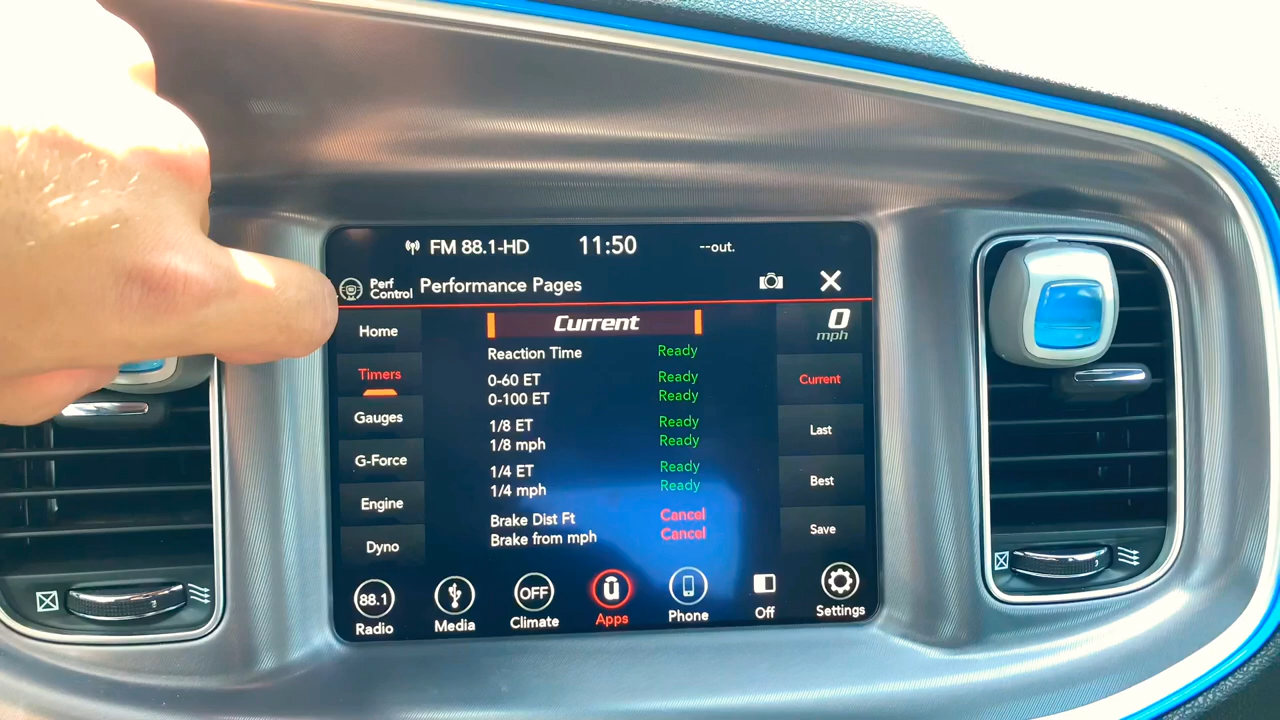 FM 88.1-HD 11:50 --out.
Perf Control Performance Pages
Home
Timers
Gauges
G-Force
Engine
Dyno
Current
Reaction Time Ready
0-60 ET Ready
0-100 ET Ready
1/8 ET Ready
1/8 mph Ready
1/4 ET Ready
1/4 mph Ready
Brake Dist Ft Cancel
Brake from mph Cancel
0
mph
Current
Last
Best
Save
88.1 OFF
Radio Media Climate Apps Phone Off Settings